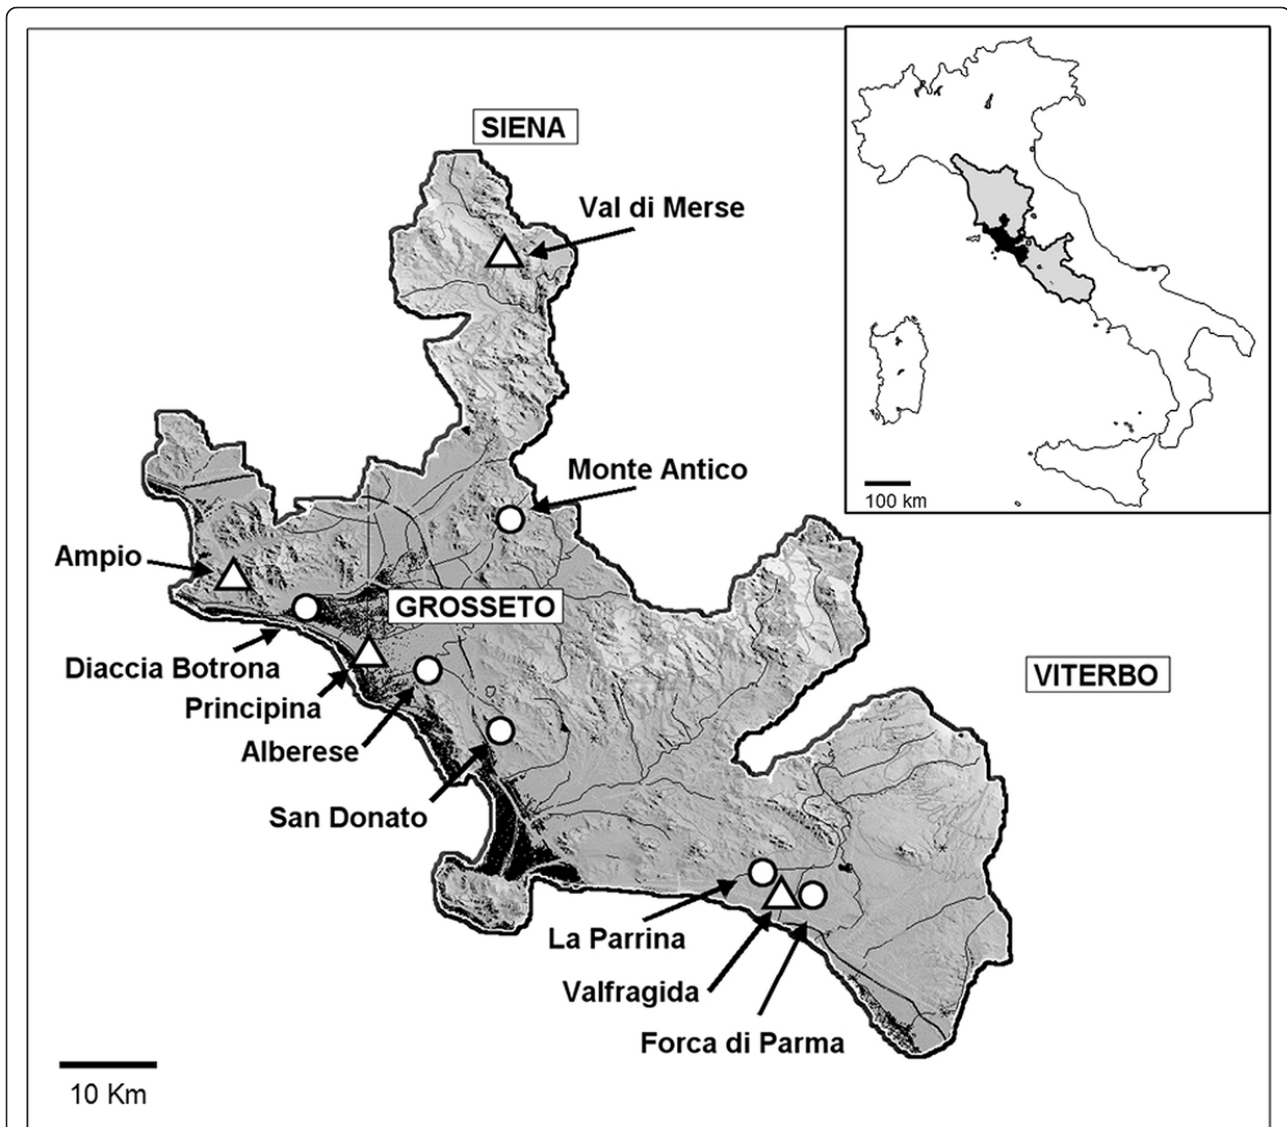 SIENA
Val di Merse
100 km
Monte Antico
Ampio
GROSSETO
Diaccia Botrona
VITERBO
Principina
Alberese
San Donato
La Parrina
Valfragida
Forca di Parma
10 Km